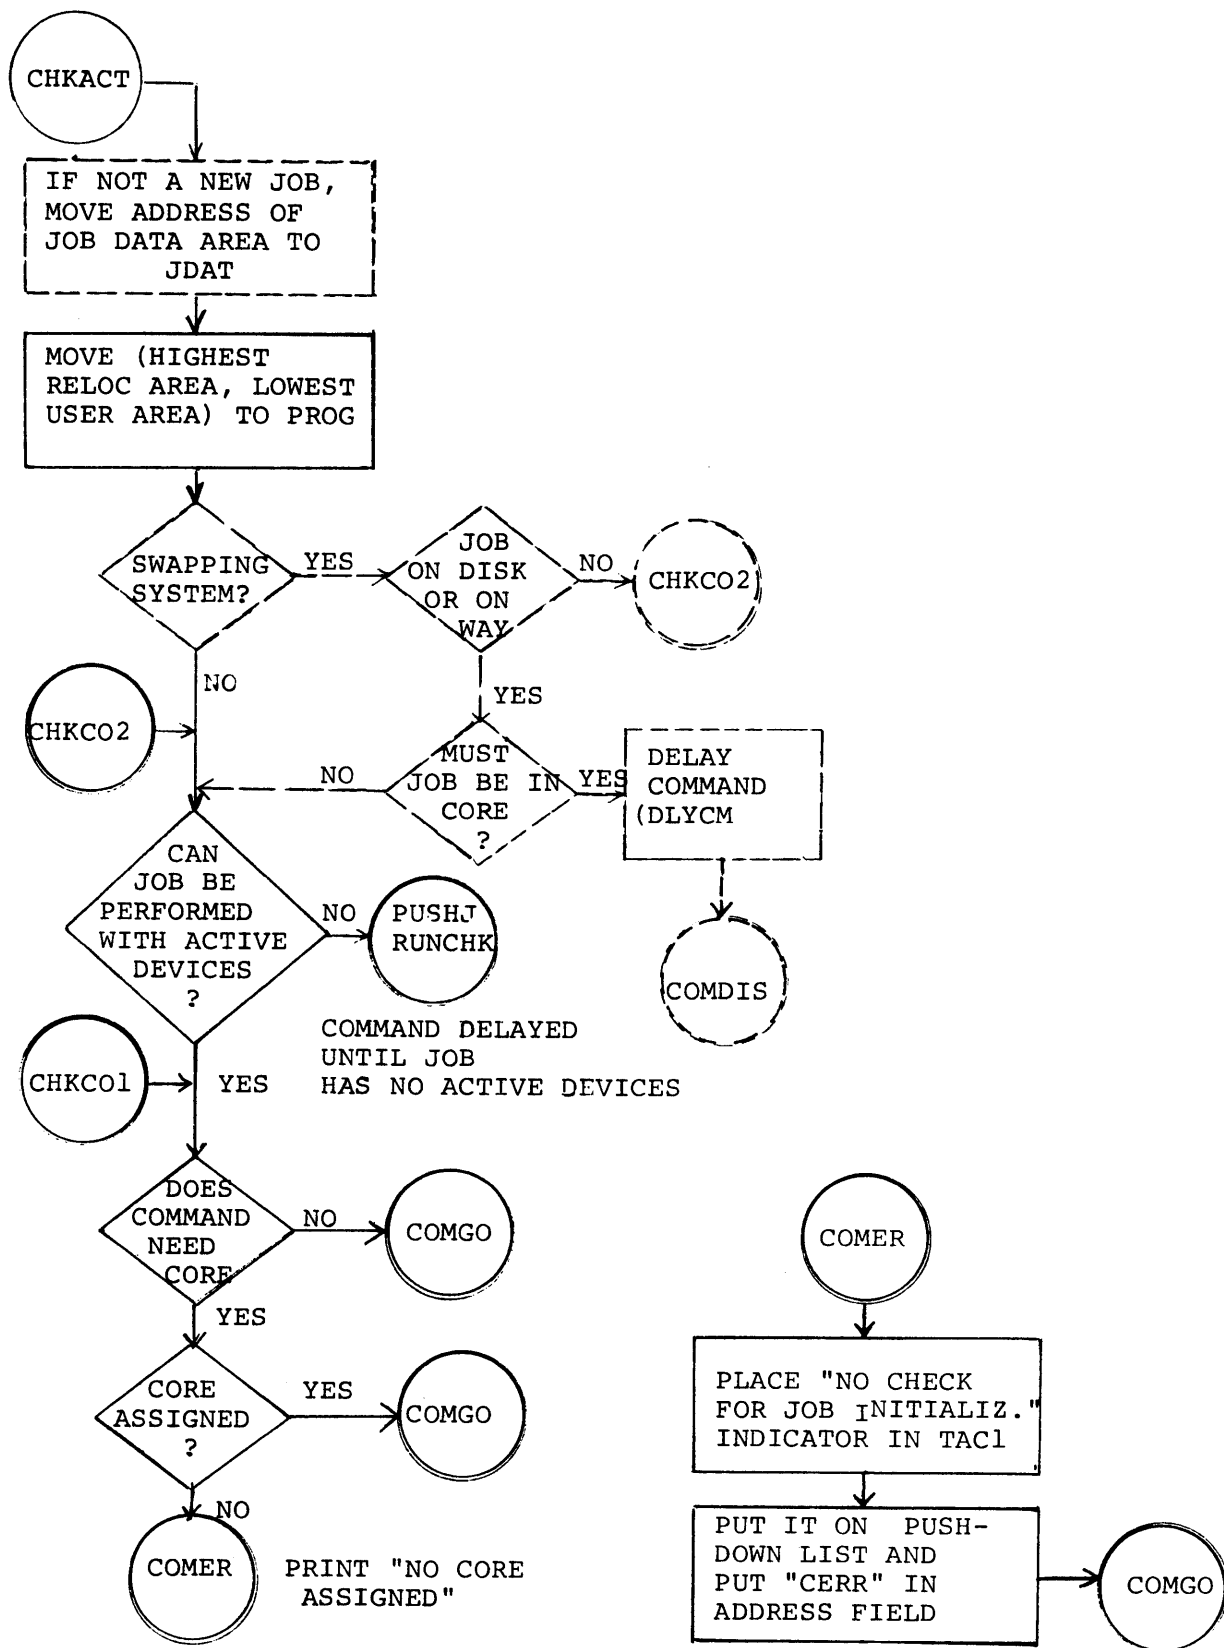 CHKACT
IF NOT A NEW JOB,
MOVE ADDRESS OF
JOB DATA AREA TO
JDAT
MOVE (HIGHEST
RELOC AREA, LOWEST
USER AREA) TO PROG
SWAPPING
SYSTEM?
YES
JOB
ON DISK
OR ON
WAY
NO
CHKCO2
NO
YES
CHKCO2
MUST
JOB BE IN
CORE
?
NO
YES
DELAY
COMMAND
(DLYCM
COMDIS
CAN
JOB BE
PERFORMED
WITH ACTIVE
DEVICES
?
NO
PUSHJ
RUNCHK
COMMAND DELAYED
UNTIL JOB
HAS NO ACTIVE DEVICES
CHKCO1
YES
DOES
COMMAND
NEED
CORE
NO
COMGO
YES
CORE
ASSIGNED
?
YES
COMGO
NO
COMER
PRINT "NO CORE
ASSIGNED"
COMER
PLACE "NO CHECK
FOR JOB INITIALIZ."
INDICATOR IN TAC1
PUT IT ON PUSH-
DOWN LIST AND
PUT "CERR" IN
ADDRESS FIELD
COMGO